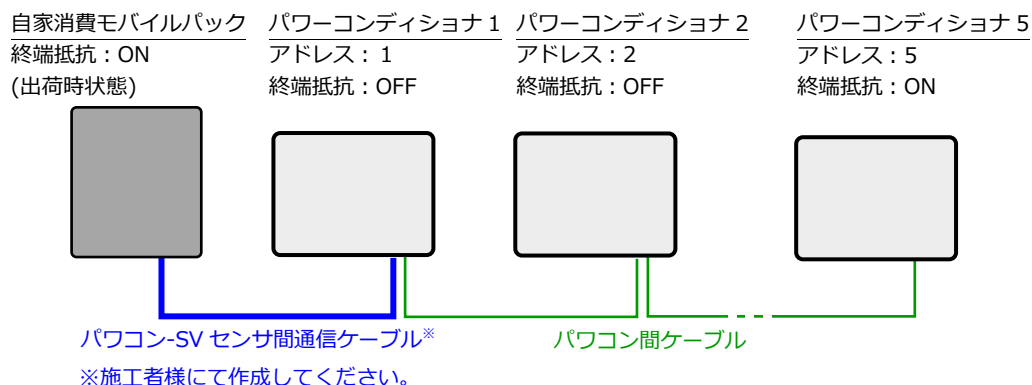 自家消費モバイルパック
終端抵抗：ON
(出荷時状態)
パワーコンディショナ 1
アドレス：1
終端抵抗：OFF
パワーコンディショナ 2
アドレス：2
終端抵抗：OFF
パワーコンディショナ 5
アドレス：5
終端抵抗：ON
パワコン-SV センサ間通信ケーブル※
※施工者様にて作成してください。
パワコン間ケーブル